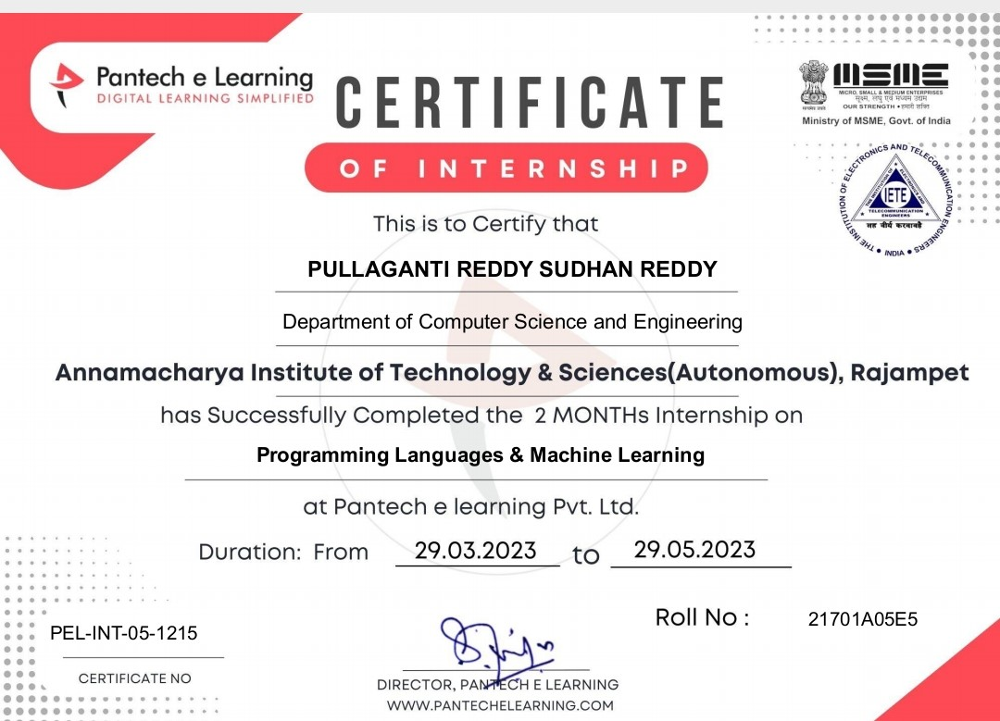 Pantech e Learning
DIGITAL LEARNING SIMPLIFIED
CERTIFICATE
OF INTERNSHIP
MSME
MICRO, SMALL & MEDIUM ENTERPRISES
सूक्ष्म, लघु एवं मध्यम उद्यम
OUR STRENGTH • हमारी शक्ति
Ministry of MSME, Govt. of India
THE INSTITUTION OF ELECTRONICS AND TELECOMMUNICATION ENGINEERS
INDIA
IETE
THE INSTITUTION OF ELECTRONICS AND
TELECOMMUNICATION
ENGINEERS
This is to Certify that
PULLAGANTI REDDY SUDHAN REDDY
Department of Computer Science and Engineering
Annamacharya Institute of Technology & Sciences(Autonomous), Rajampet
has Successfully Completed the 2 MONTHs Internship on
Programming Languages & Machine Learning
at Pantech e learning Pvt. Ltd.
Duration: From 29.03.2023 to 29.05.2023
Roll No : 21701A05E5
PEL-INT-05-1215
CERTIFICATE NO
DIRECTOR, PANTECH E LEARNING
WWW.PANTECHELEARNING.COM